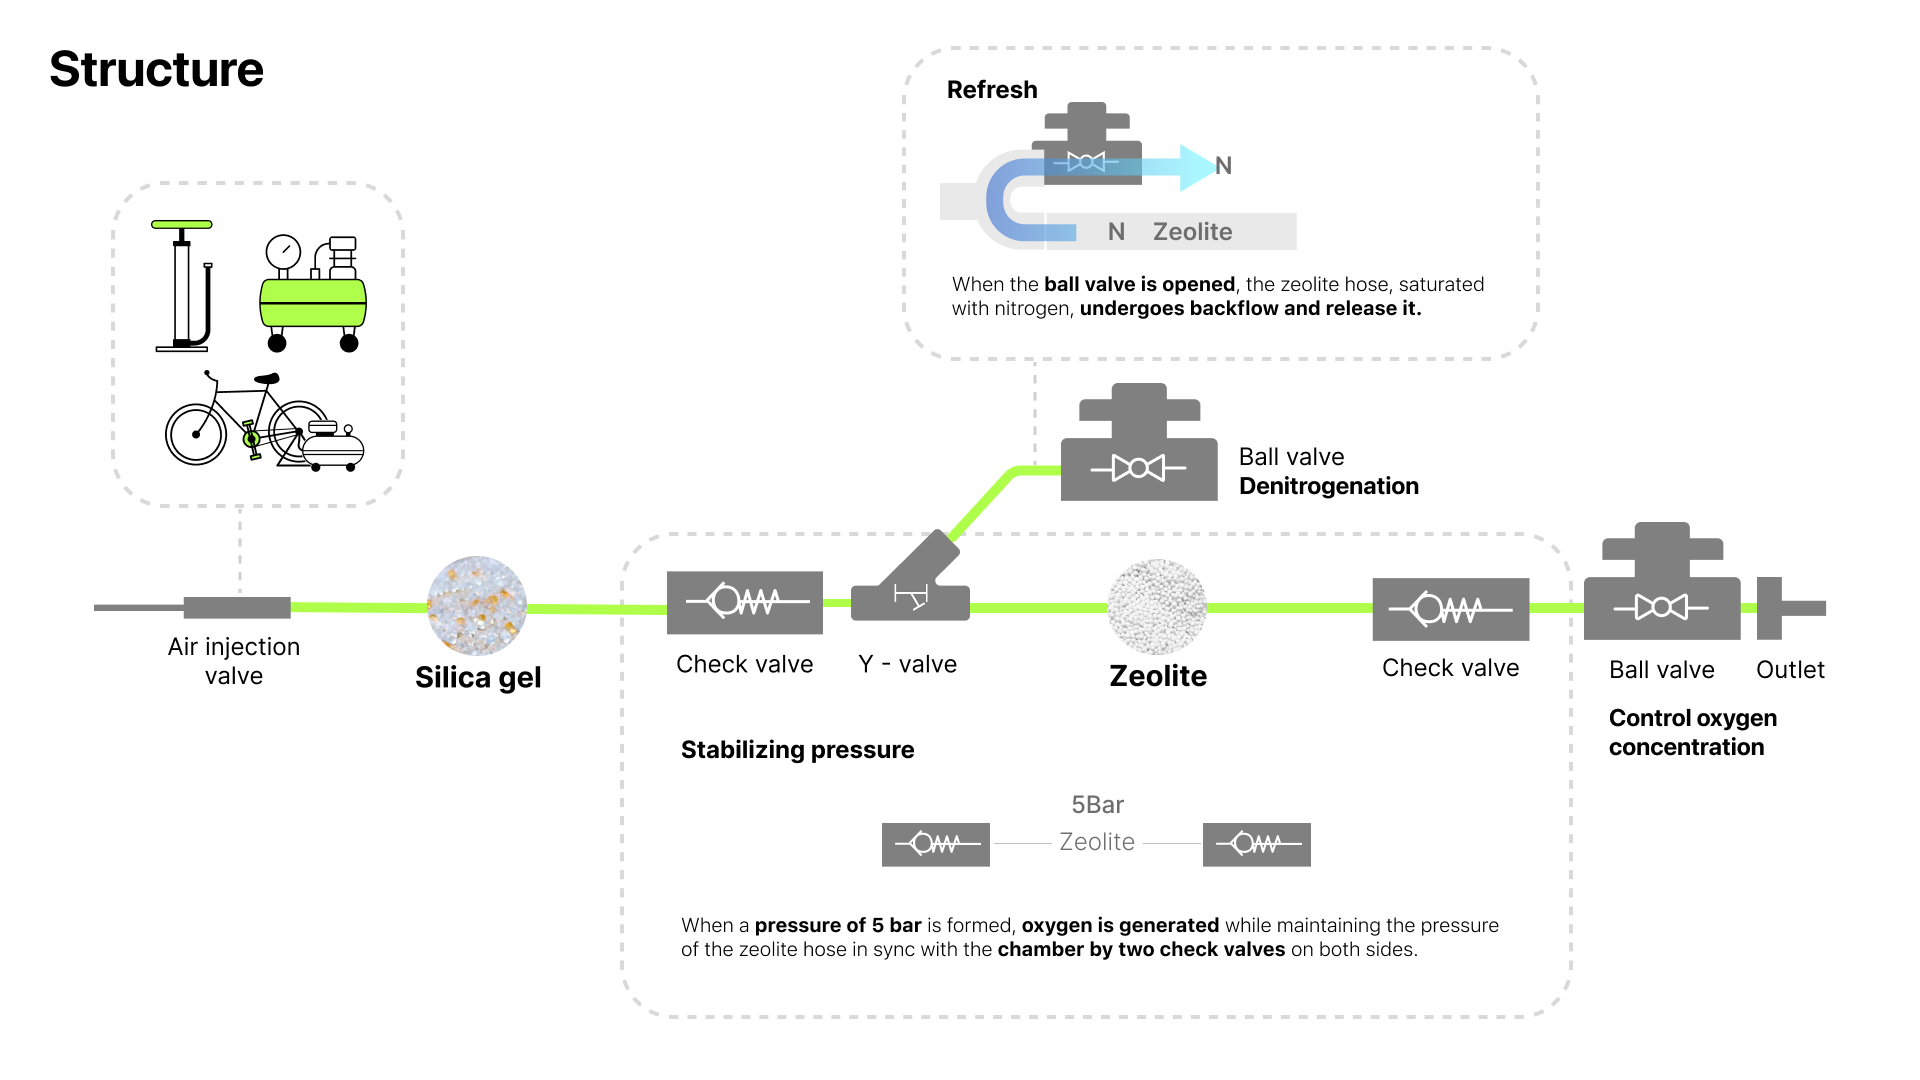 Structure
Refresh
N
N Zeolite
When the ball valve is opened, the zeolite hose, saturated
with nitrogen, undergoes backflow and release it.
Ball valve
Denitrogenation
Air injection
valve
Silica gel
Check valve
Y - valve
Zeolite
Check valve
Ball valve
Outlet
Control oxygen
concentration
Stabilizing pressure
5Bar
Zeolite
When a pressure of 5 bar is formed, oxygen is generated while maintaining the pressure
of the zeolite hose in sync with the chamber by two check valves on both sides.